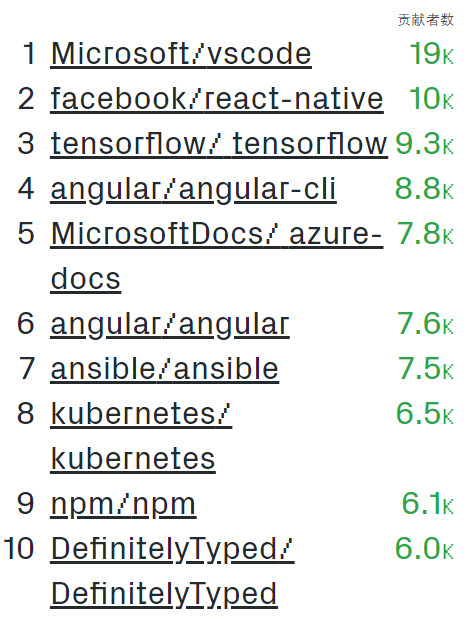 贡献者数
1 Microsoft/vscode 19K
2 facebook/react-native 10K
3 tensorflow/ tensorflow 9.3K
4 angular/angular-cli 8.8K
5 MicrosoftDocs/ azure- 7.8K
docs
6 angular/angular 7.6K
7 ansible/ansible 7.5K
8 kubernetes/ 6.5K
kubernetes
9 npm/npm 6.1K
10 DefinitelyTyped/ 6.0K
DefinitelyTyped